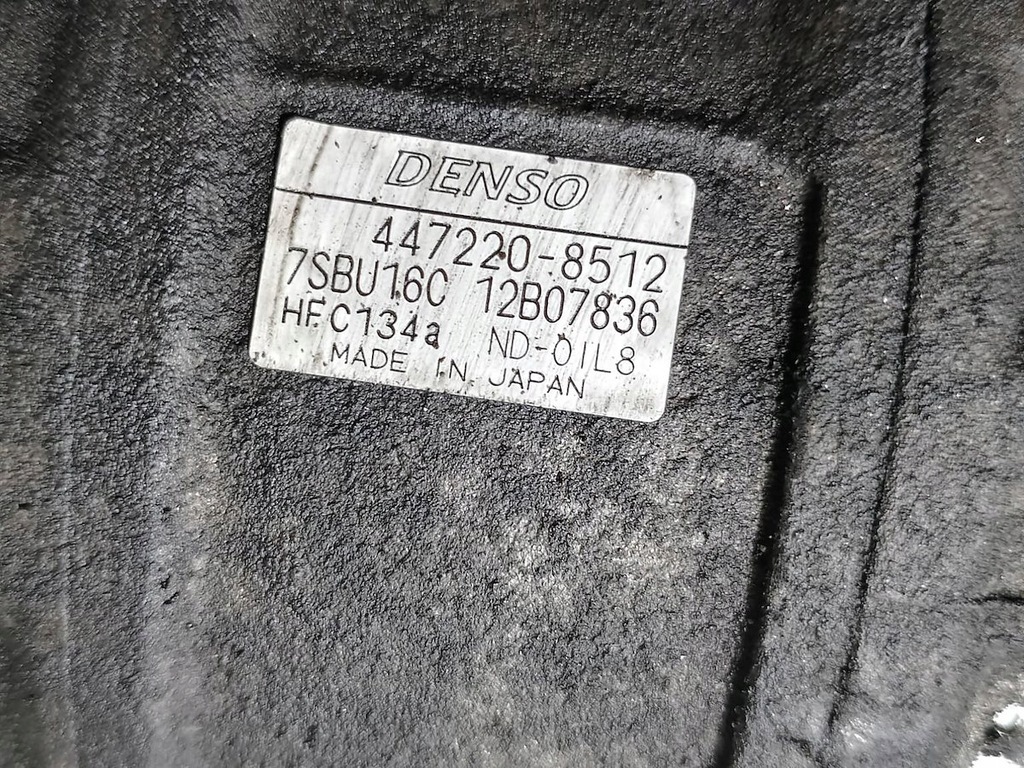 DENSO
447220-8512
7SBU16C 12B07836
HFC134a ND-OIL8
MADE IN JAPAN